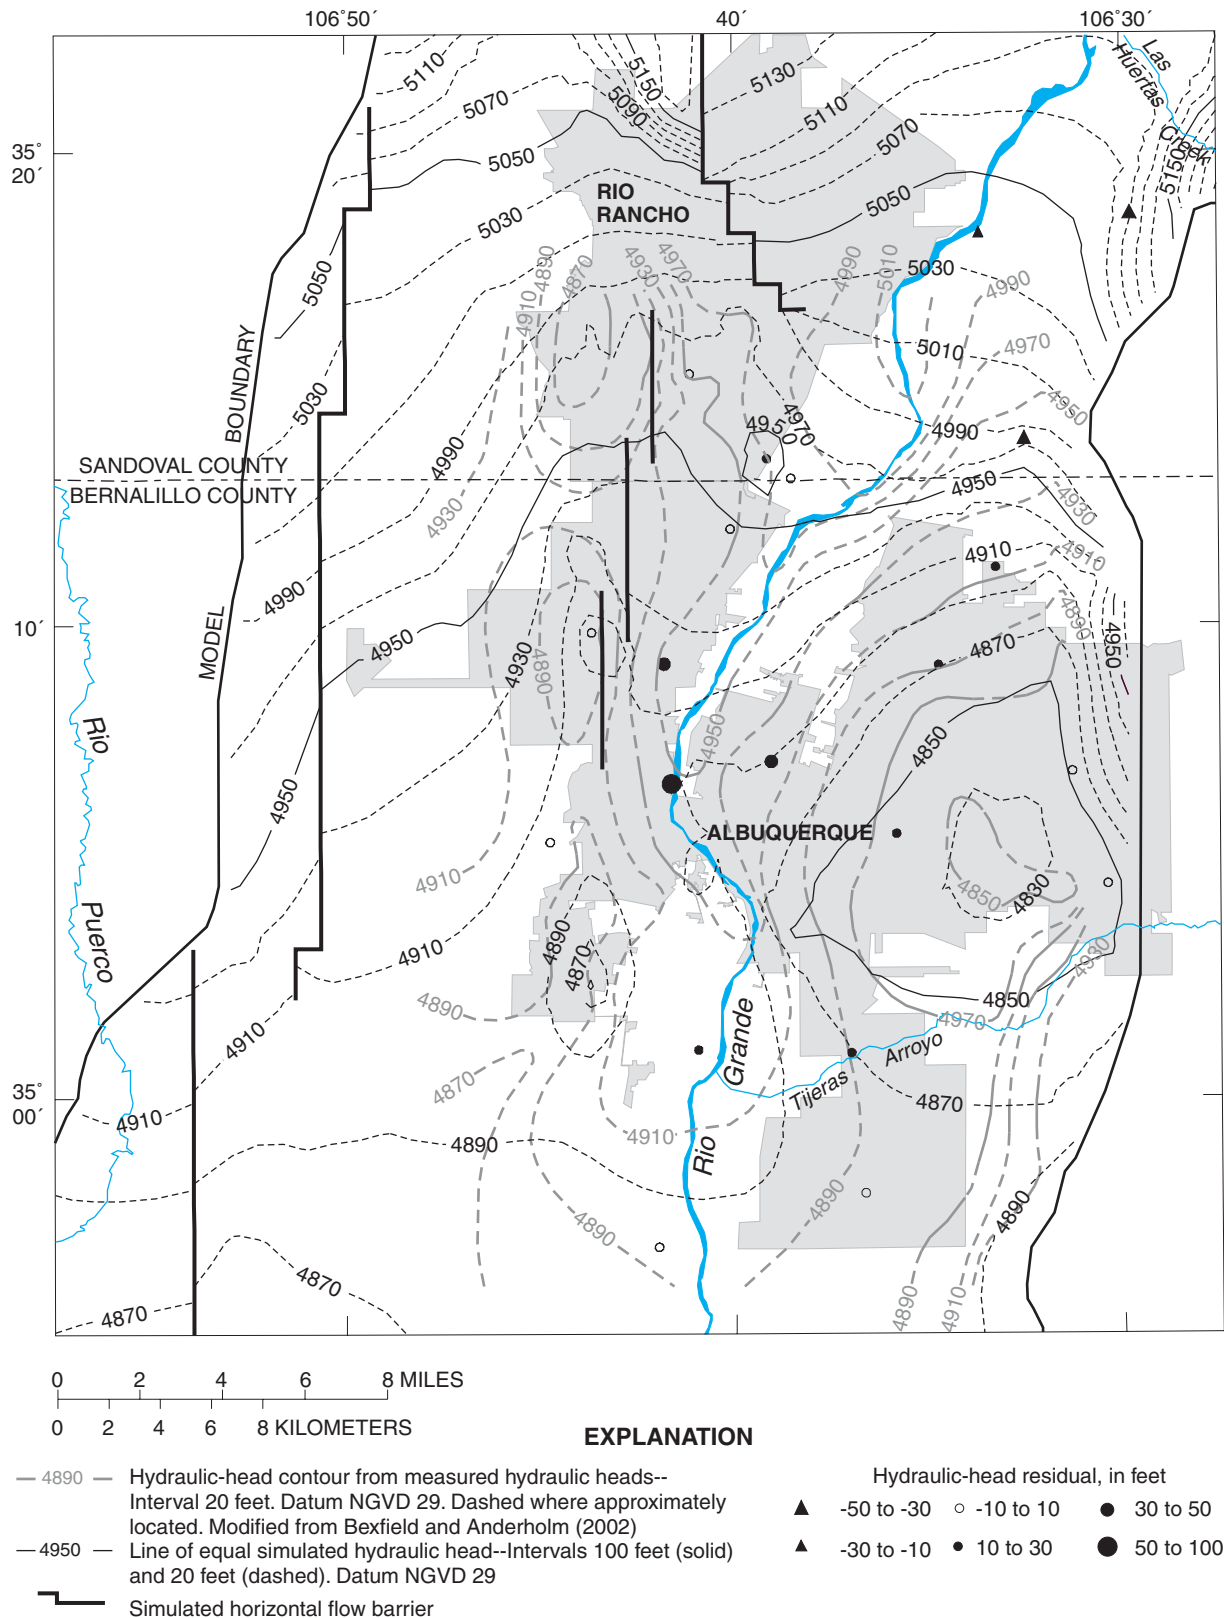 106˚50´
40´
106˚30´
35˚
20´
10´
35˚
00´
5110
5150
5130
Las
Huertas
Creek
5070
5090
5110
5070
5050
5150
RIO
RANCHO
5050
5030
4890
4930
4970
4990
5010
5030
4990
4870
4910
5050
5010
4970
BOUNDARY
5030
4950
4970
4950
4990
4990
SANDOVAL COUNTY
BERNALILLO COUNTY
4930
4950
4930
4910
4910
4990
4890
MODEL
4950
4930
4890
4870
4950
Rio
4950
4850
4950
ALBUQUERQUE
4910
4850
4830
Puerco
4890
4910
4870
4930
4890
4850
4970
4910
Grande
Arroyo
Tijeras
4870
4870
4910
4910
4890
Rio
4890
4890
4890
4870
4870
4890
4910
0 2 4 6 8 MILES
0 2 4 6 8 KILOMETERS
EXPLANATION
4890 Hydraulic-head contour from measured hydraulic heads--
Interval 20 feet. Datum NGVD 29. Dashed where approximately
located. Modified from Bexfield and Anderholm (2002)
4950 Line of equal simulated hydraulic head--Intervals 100 feet (solid)
and 20 feet (dashed). Datum NGVD 29
Simulated horizontal flow barrier
Hydraulic-head residual, in feet
-50 to -30 -10 to 10 30 to 50
-30 to -10 10 to 30 50 to 100